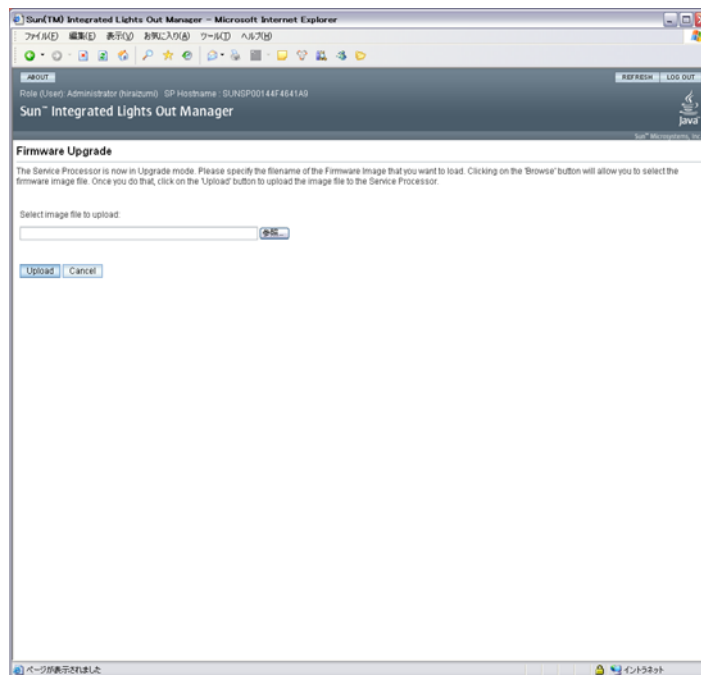 Sun(TM) Integrated Lights Out Manager - Microsoft Internet Explorer
ファイル(F) 編集(E) 表示(V) お気に入り(A) ツール(T) ヘルプ(H)
ABOUT
REFRESH LOG OUT
Role (User): Administrator (hiraizumi) SP Hostname : SUNSP00144F4641A9
Sun™ Integrated Lights Out Manager
Java
Sun™ Microsystems, Inc.
Firmware Upgrade
The Service Processor is now in Upgrade mode. Please specify the filename of the Firmware Image that you want to load. Clicking on the 'Browse' button will allow you to select the
firmware image file. Once you do that, click on the 'Upload' button to upload the image file to the Service Processor.
Select image file to upload:
参照...
Upload Cancel
ページが表示されました
イントラネット